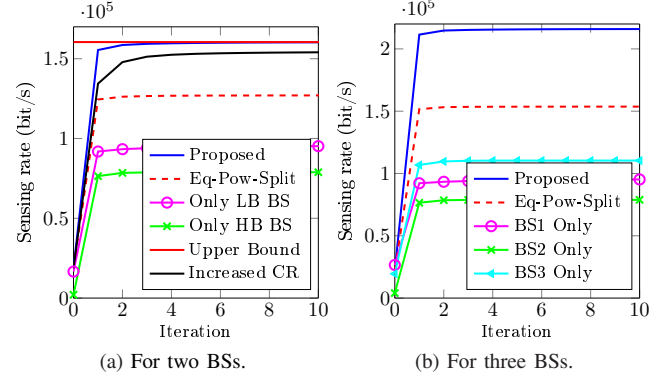 ·10⁵
1.5
1
0.5
0
Sensing rate (bit/s)
Proposed
Eq-Pow-Split
Only LB BS
Only HB BS
Upper Bound
Increased CR
0 2 4 6 8 10
Iteration
(a) For two BSs.
·10⁵
2
1.5
1
0.5
0
Sensing rate (bit/s)
Proposed
Eq-Pow-Split
BS1 Only
BS2 Only
BS3 Only
0 2 4 6 8 10
Iteration
(b) For three BSs.